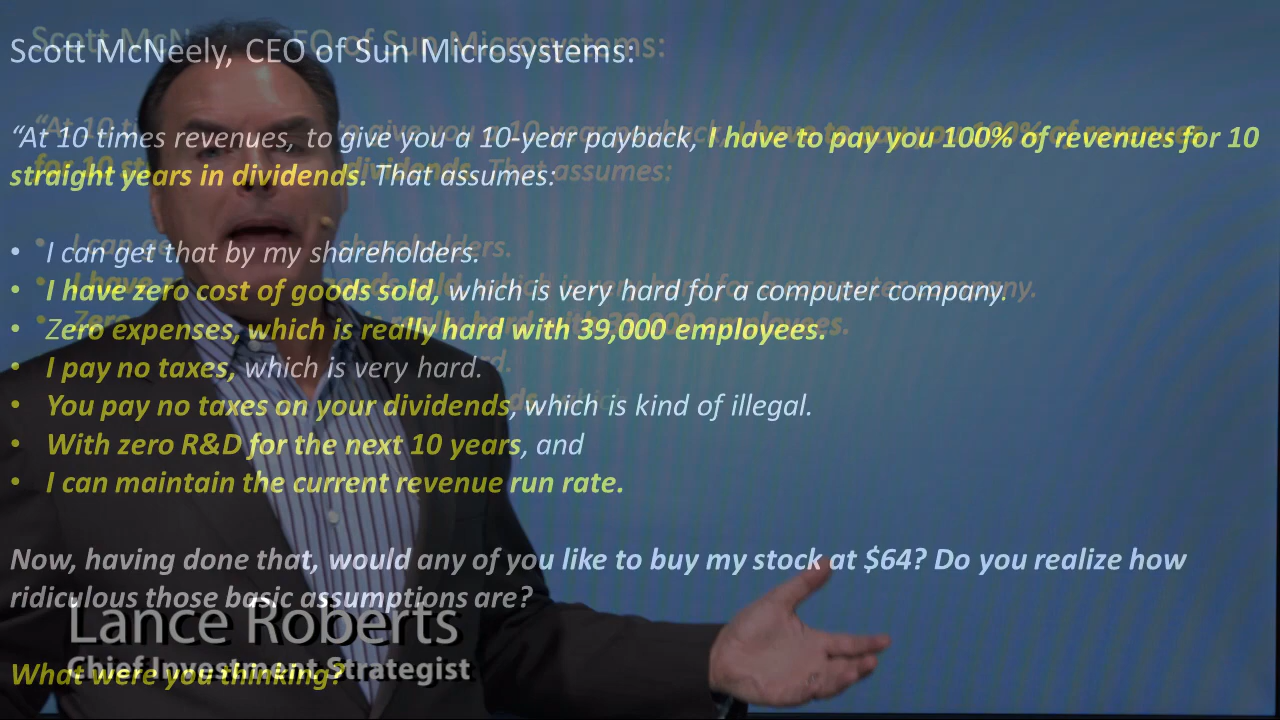 Scott McNeely, CEO of Sun Microsystems:
“At 10 times revenues, to give you a 10-year payback, I have to pay you 100% of revenues for 10
straight years in dividends. That assumes:
• I can get that by my shareholders.
• I have zero cost of goods sold, which is very hard for a computer company.
• Zero expenses, which is really hard with 39,000 employees.
• I pay no taxes, which is very hard.
• You pay no taxes on your dividends, which is kind of illegal.
• With zero R&D for the next 10 years, and
• I can maintain the current revenue run rate.
Now, having done that, would any of you like to buy my stock at $64? Do you realize how
ridiculous those basic assumptions are?
What were you thinking?
Lance Roberts
Chief Investment Strategist